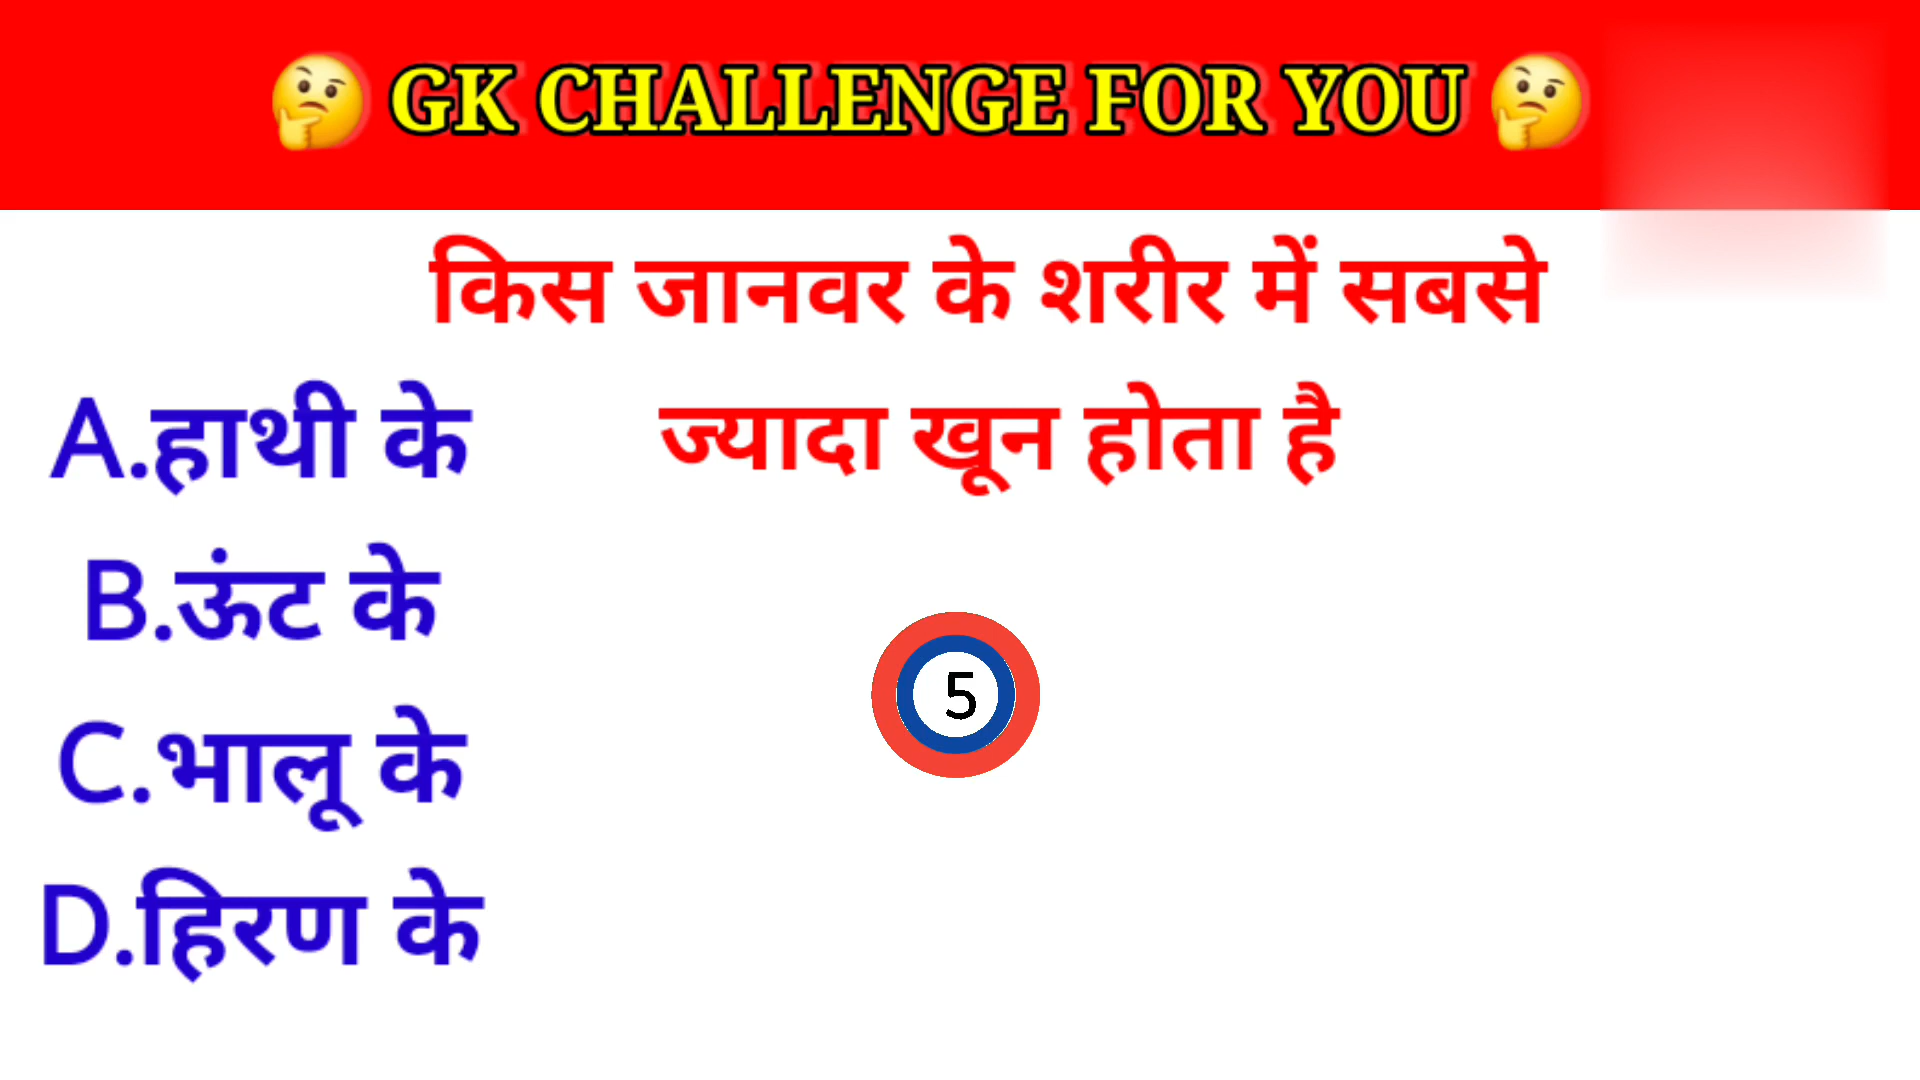 🤔 GK CHALLENGE FOR YOU 🤔
किस जानवर के शरीर में सबसे
ज्यादा खून होता है
A.हाथी के
B.ऊंट के
C.भालू के
D.हिरण के
5